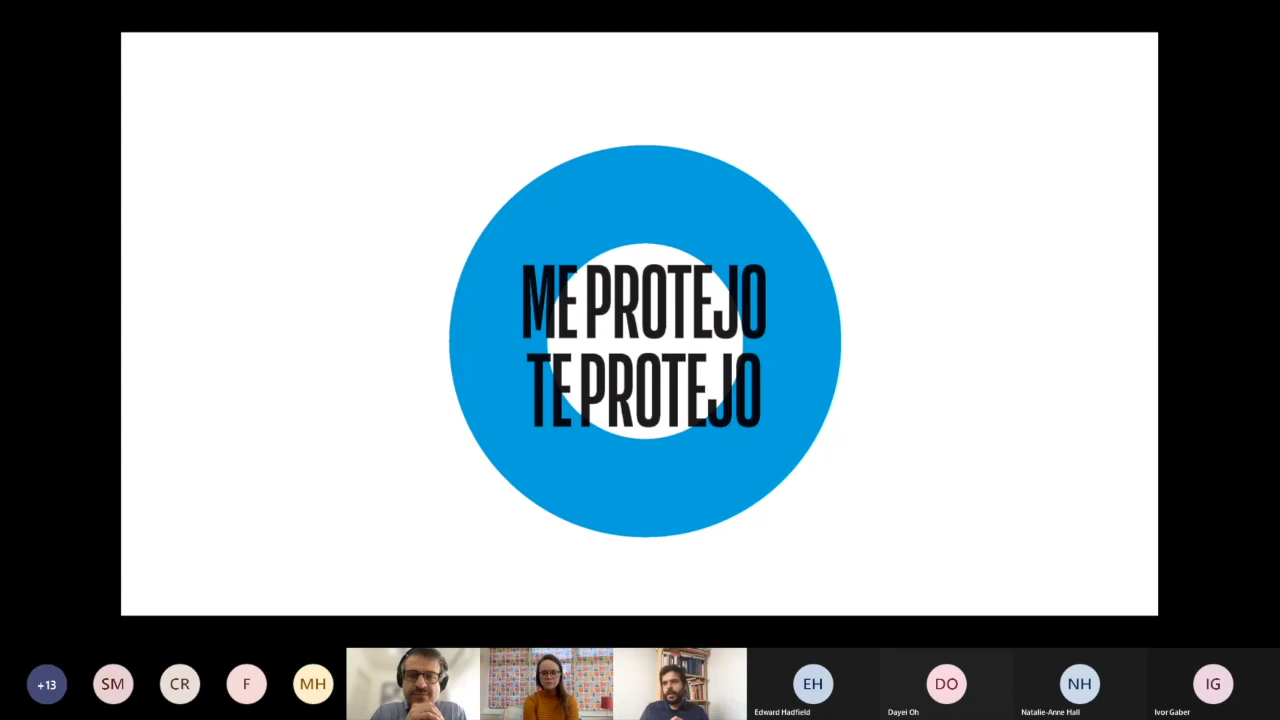 ME PROTEJO
TE PROTEJO
+13
SM
CR
F
MH
EH
DO
NH
IG
Edward Hadfield
Dayei Oh
Natalie-Anne Hall
Ivor Gaber